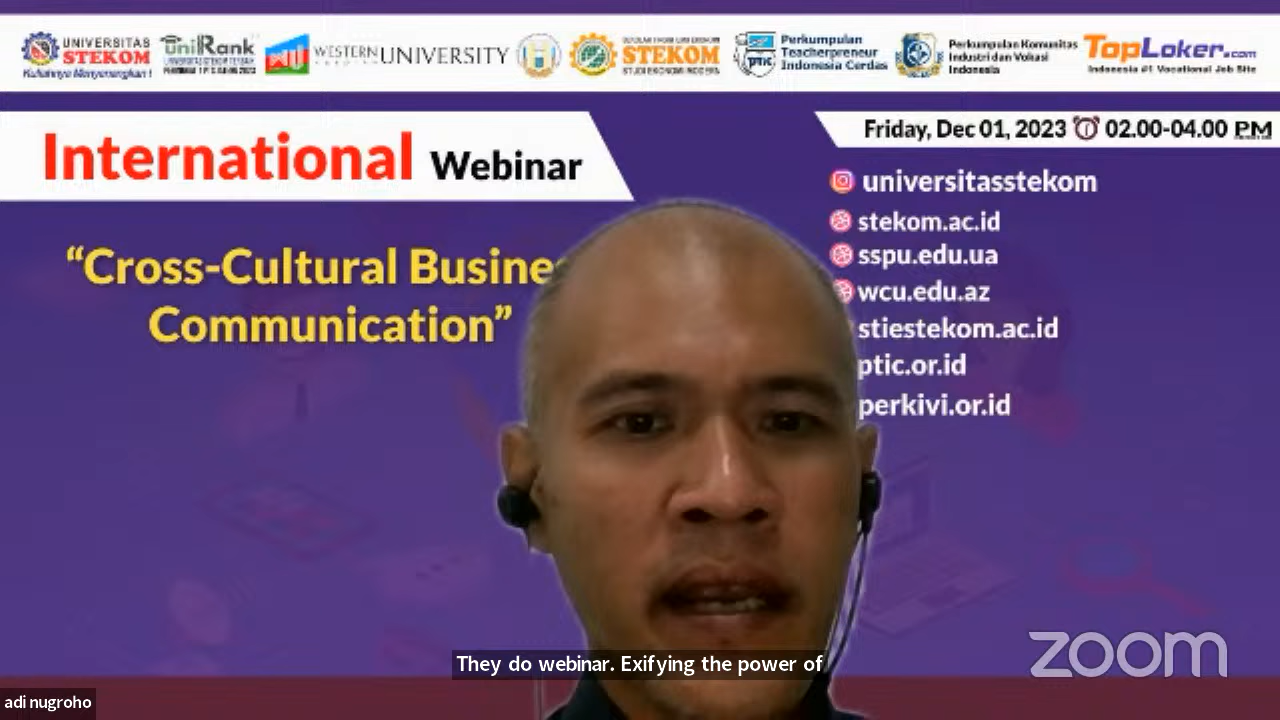 UNIVERSITAS
STEKOM
Kuliahnya Menyenangkan !
uniRank
WESTERN UNIVERSITY
STEKOM
PTIC
Perkumpulan
Teacherpreneur
Indonesia Cerdas
Perkumpulan Komunitas
Industri dan Vokasi
Indonesia
TopLoker.com
Indonesia #1 Vocational Job Site
International Webinar
Friday, Dec 01, 2023 02.00-04.00 PM
universitasstekom
stekom.ac.id
sspu.edu.ua
wcu.edu.az
stiestekom.ac.id
ptic.or.id
perkivi.or.id
“Cross-Cultural Busine
Communication”
zoom
They do webinar. Exifying the power of
adi nugroho